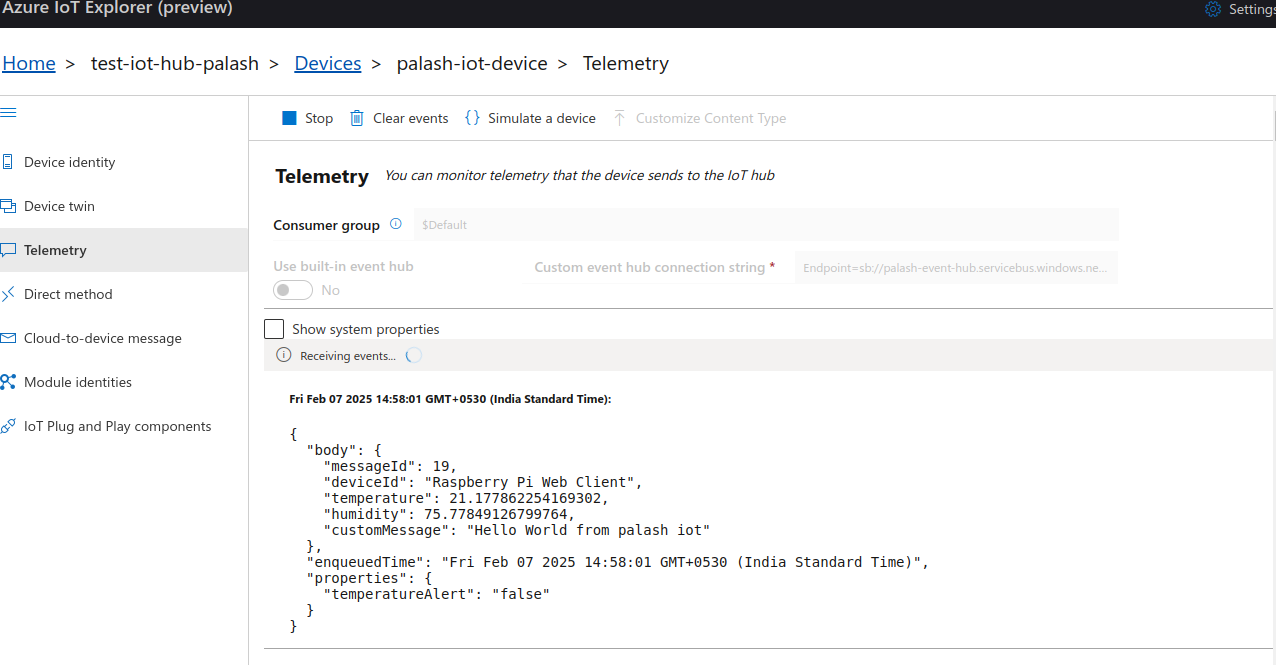 Azure IoT Explorer (preview)
Settings
Home > test-iot-hub-palash > Devices > palash-iot-device > Telemetry
Stop Clear events {} Simulate a device Customize Content Type
Device identity
Device twin
Telemetry
Direct method
Cloud-to-device message
Module identities
IoT Plug and Play components
Telemetry You can monitor telemetry that the device sends to the IoT hub
Consumer group $Default
Use built-in event hub
No
Custom event hub connection string * Endpoint=sb://palash-event-hub.servicebus.windows.ne...
Show system properties
Receiving events...
Fri Feb 07 2025 14:58:01 GMT+0530 (India Standard Time):
{
  "body": {
    "messageId": 19,
    "deviceId": "Raspberry Pi Web Client",
    "temperature": 21.177862254169302,
    "humidity": 75.77849126799764,
    "customMessage": "Hello World from palash iot"
  },
  "enqueuedTime": "Fri Feb 07 2025 14:58:01 GMT+0530 (India Standard Time)",
  "properties": {
    "temperatureAlert": "false"
  }
}